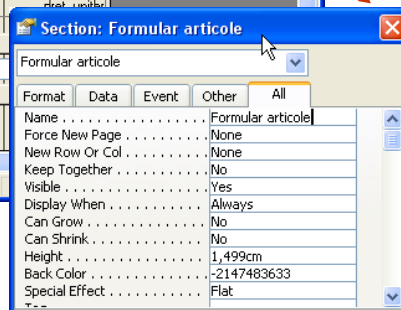 pret_unitar
Section: Formular articole
Formular articole
Format Data Event Other All
Name . . . . . . . . . . . . . . . . . Formular articole
Force New Page . . . . . . . . . . None
New Row Or Col . . . . . . . . . . None
Keep Together . . . . . . . . . . . No
Visible . . . . . . . . . . . . . . . . . Yes
Display When . . . . . . . . . . . . Always
Can Grow . . . . . . . . . . . . . . . No
Can Shrink . . . . . . . . . . . . . . No
Height . . . . . . . . . . . . . . . . . 1,499cm
Back Color . . . . . . . . . . . . . . -2147483633
Special Effect . . . . . . . . . . . . Flat